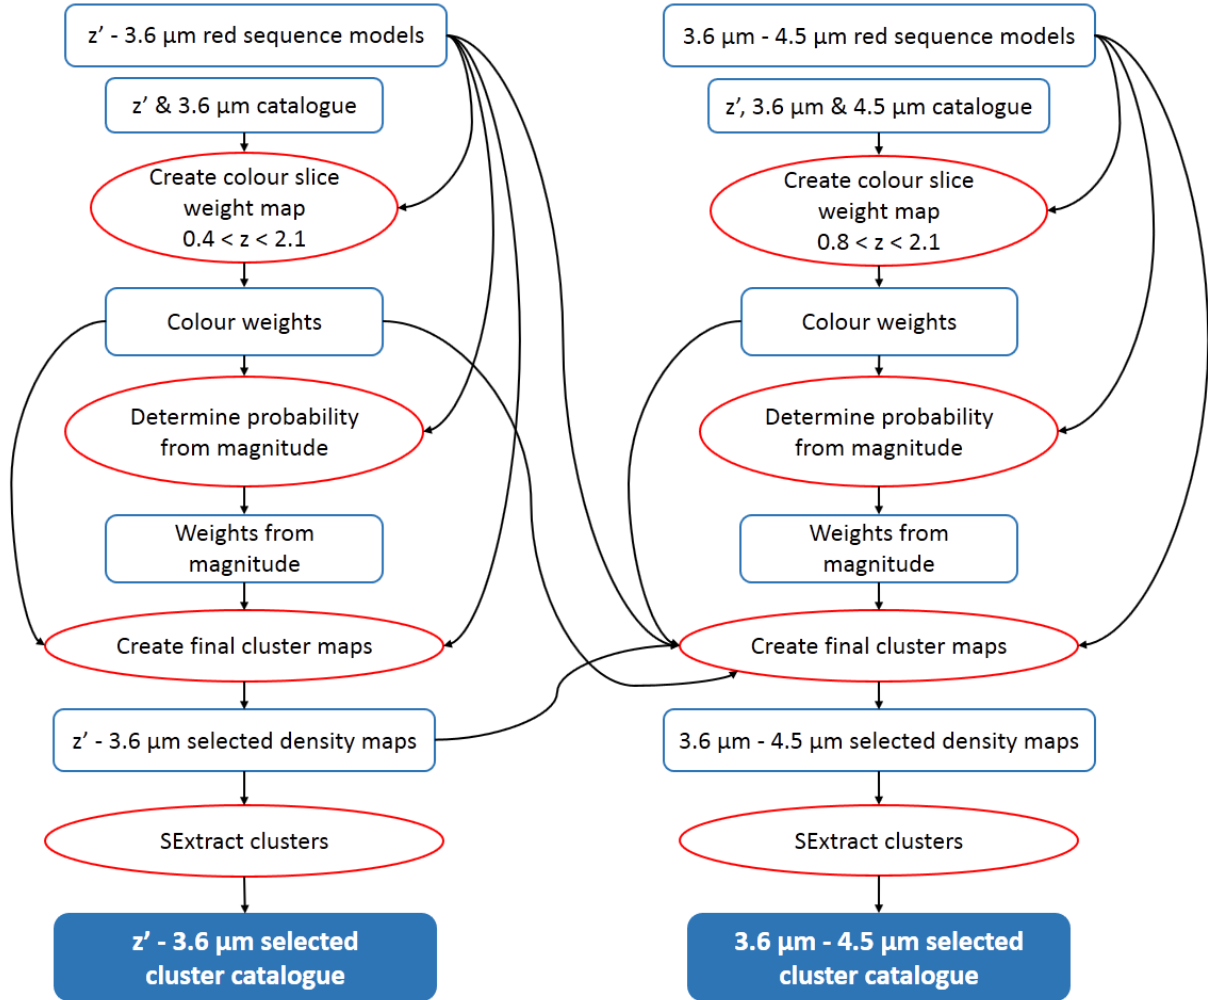 z’ - 3.6 µm red sequence models
z’ & 3.6 µm catalogue
Create colour slice
weight map
0.4 < z < 2.1
Colour weights
Determine probability
from magnitude
Weights from
magnitude
Create final cluster maps
z’ - 3.6 µm selected density maps
SExtract clusters
z’ - 3.6 µm selected
cluster catalogue
3.6 µm - 4.5 µm red sequence models
z’, 3.6 µm & 4.5 µm catalogue
Create colour slice
weight map
0.8 < z < 2.1
Colour weights
Determine probability
from magnitude
Weights from
magnitude
Create final cluster maps
3.6 µm - 4.5 µm selected density maps
SExtract clusters
3.6 µm - 4.5 µm selected
cluster catalogue